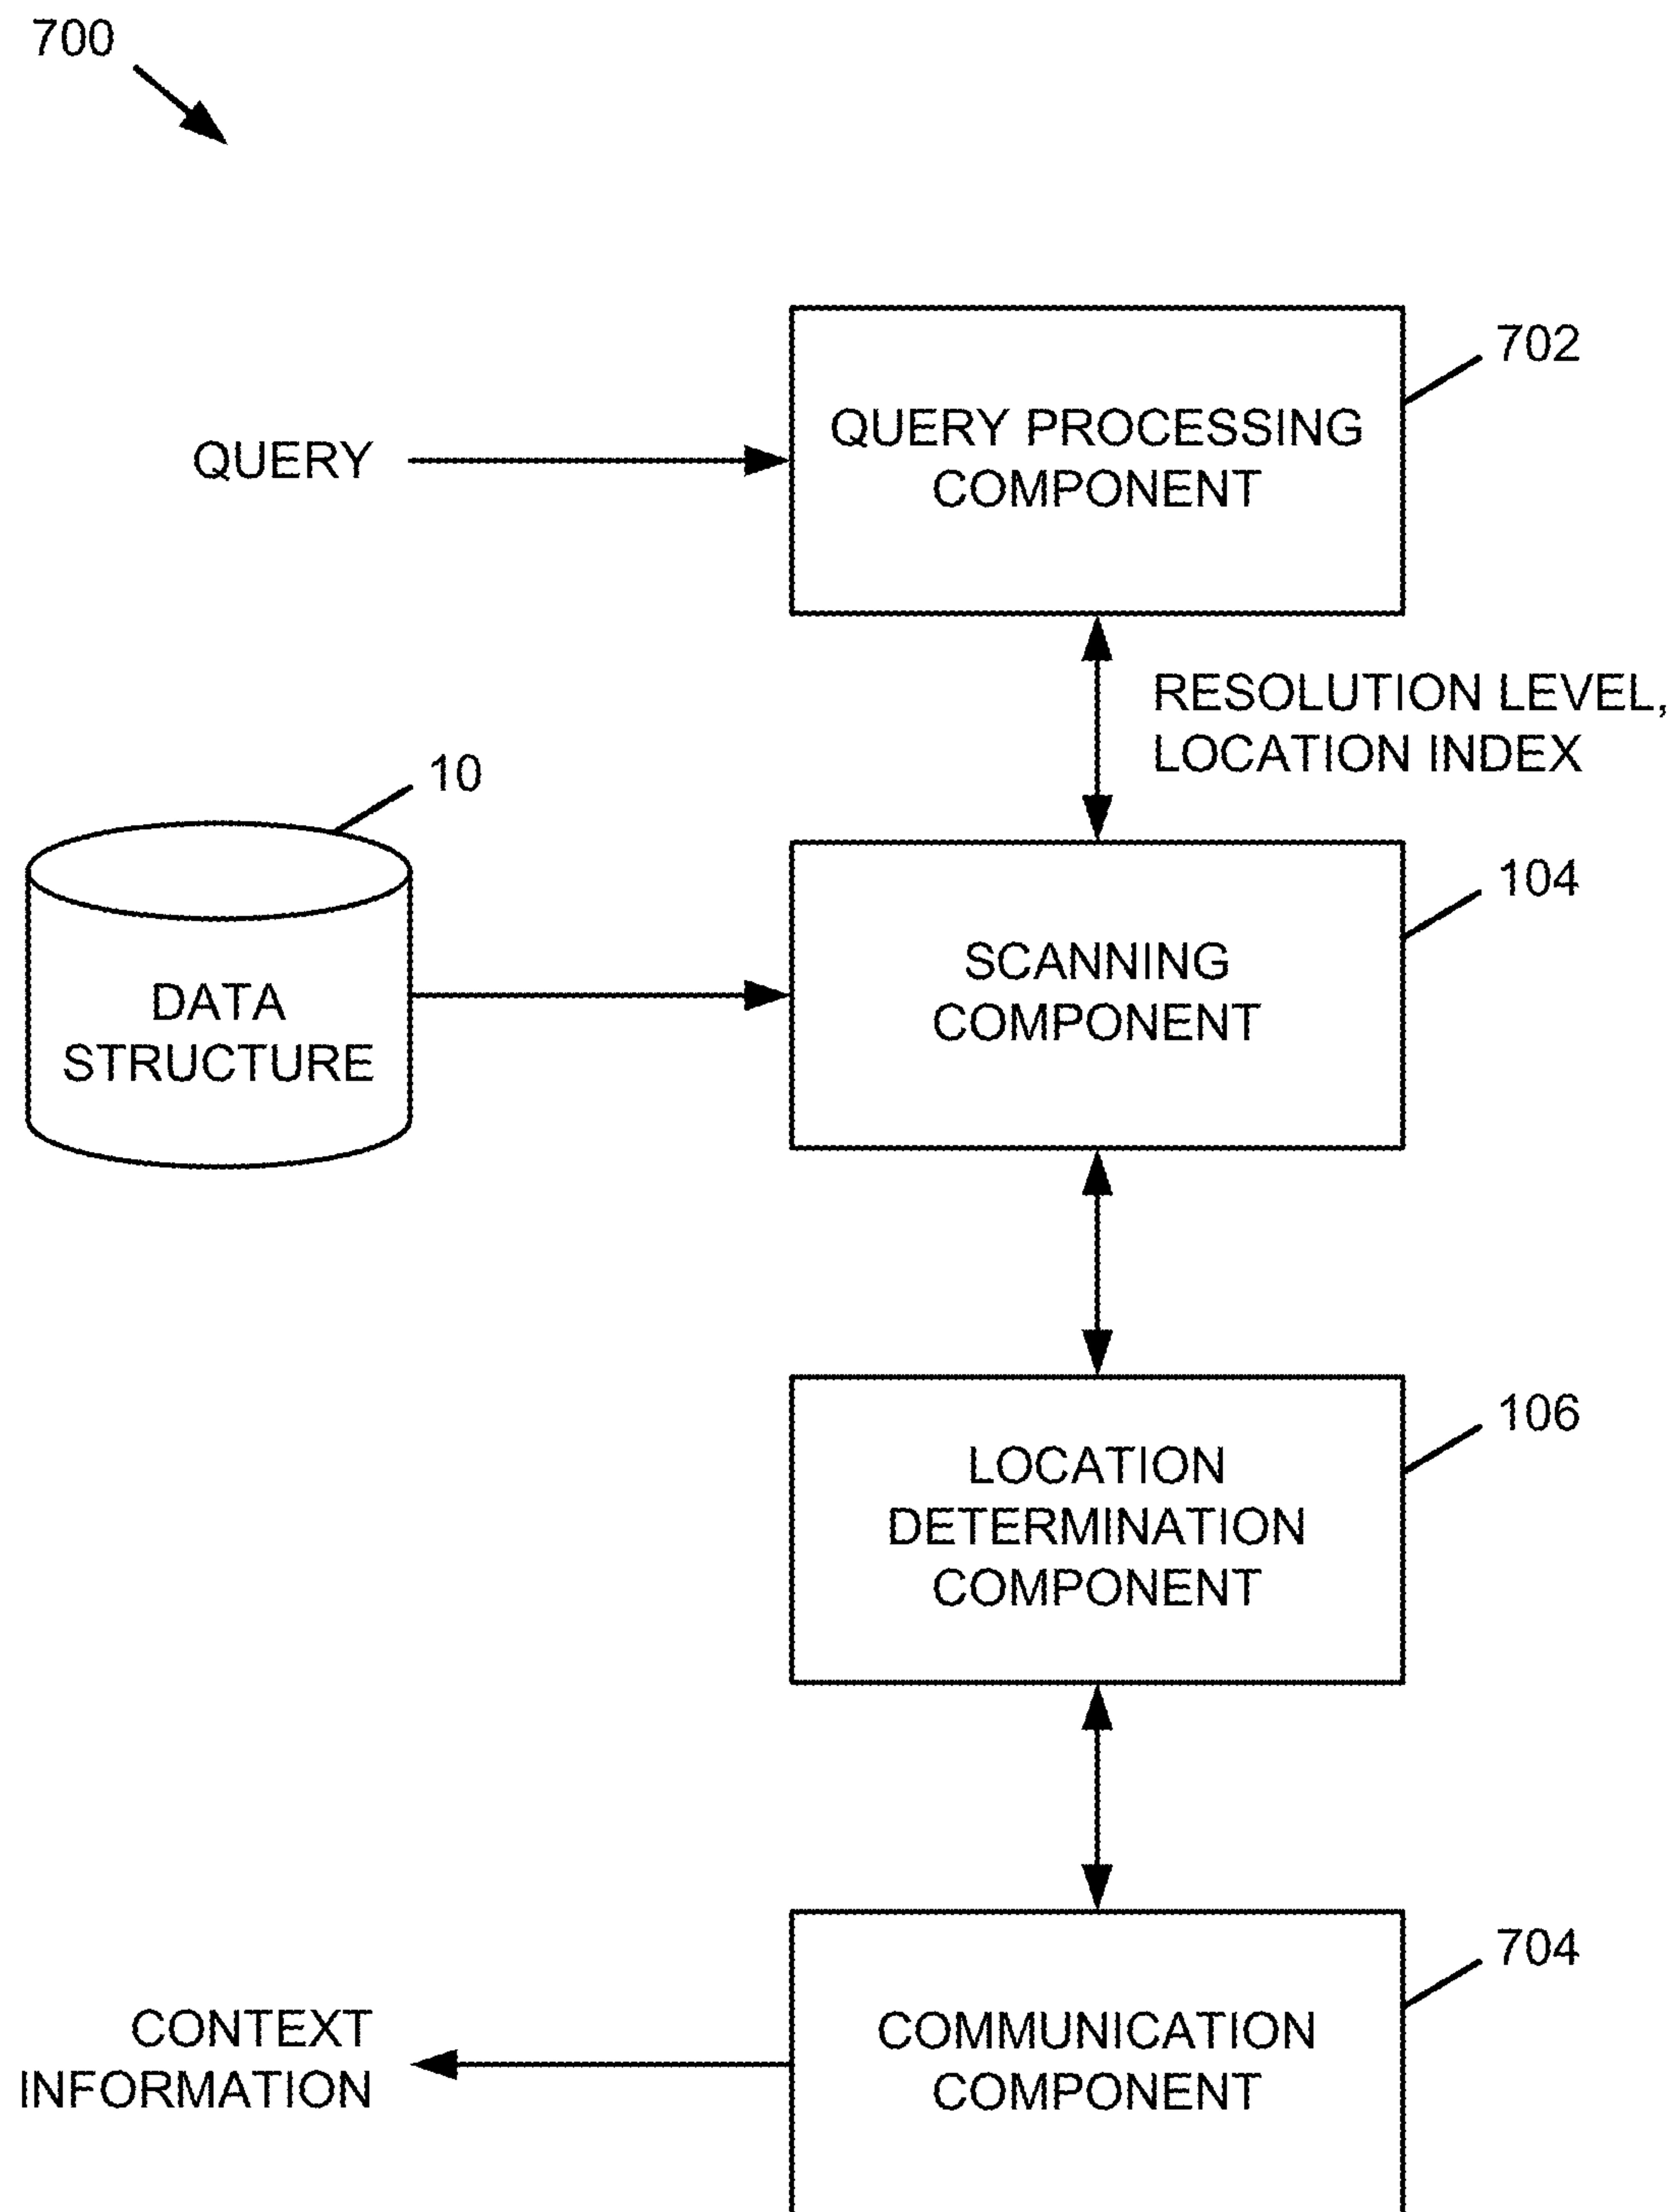 700
702
QUERY
QUERY PROCESSING
COMPONENT
RESOLUTION LEVEL,
LOCATION INDEX
10
104
DATA
STRUCTURE
SCANNING
COMPONENT
106
LOCATION
DETERMINATION
COMPONENT
704
CONTEXT
INFORMATION
COMMUNICATION
COMPONENT